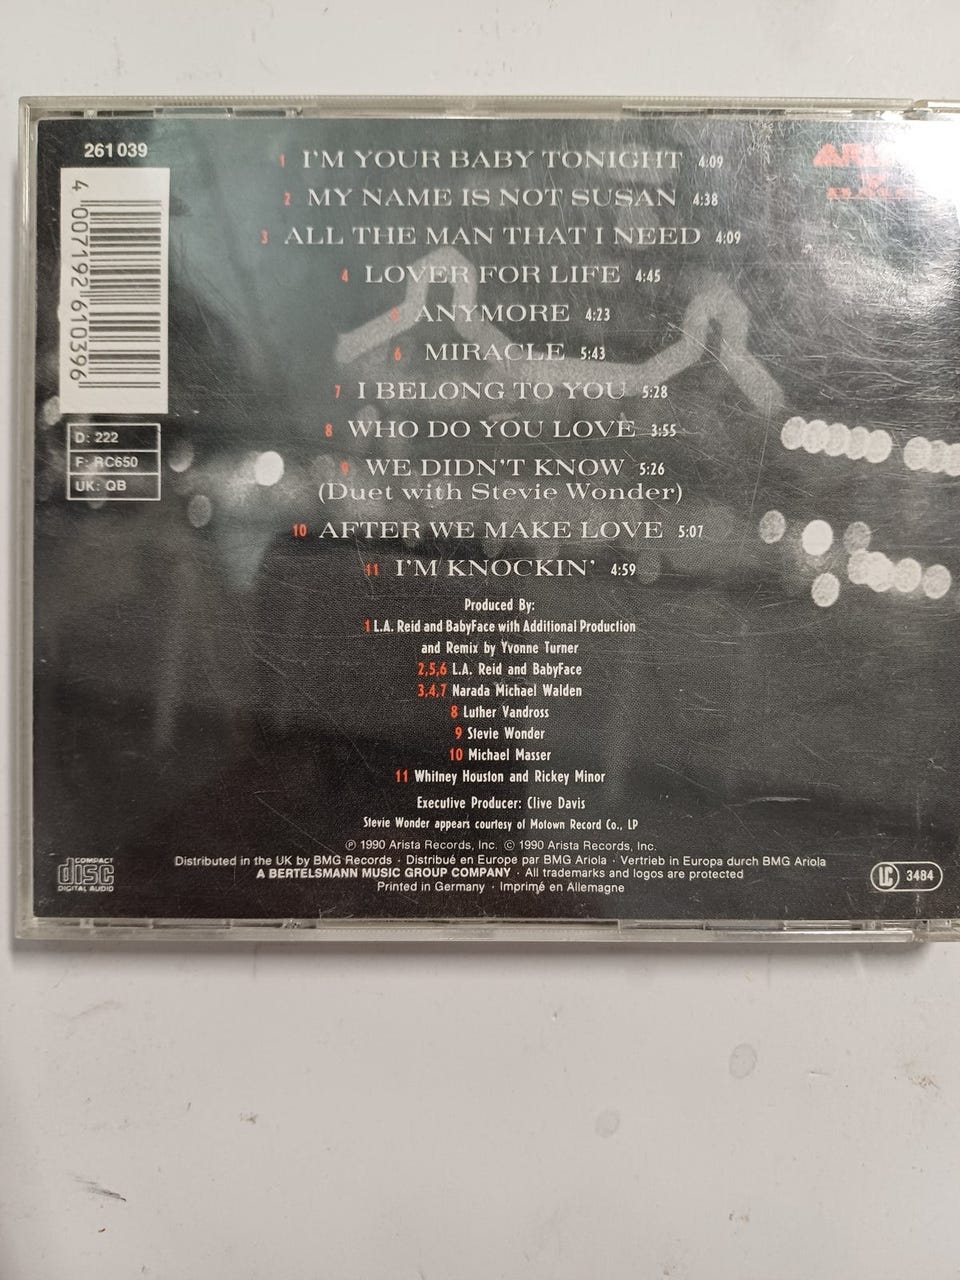 261 039
4 007192 610396
D: 222
F: RC650
UK: QB
1 I'M YOUR BABY TONIGHT 4:09
2 MY NAME IS NOT SUSAN 4:38
3 ALL THE MAN THAT I NEED 4:09
4 LOVER FOR LIFE 4:45
5 ANYMORE 4:23
6 MIRACLE 5:43
7 I BELONG TO YOU 5:28
8 WHO DO YOU LOVE 3:55
9 WE DIDN'T KNOW 5:26
(Duet with Stevie Wonder)
10 AFTER WE MAKE LOVE 5:07
11 I'M KNOCKIN' 4:59
Produced By:
1 L.A. Reid and BabyFace with Additional Production
and Remix by Yvonne Turner
2,5,6 L.A. Reid and BabyFace
3,4,7 Narada Michael Walden
8 Luther Vandross
9 Stevie Wonder
10 Michael Masser
11 Whitney Houston and Rickey Minor
Executive Producer: Clive Davis
Stevie Wonder appears courtesy of Motown Record Co., LP
℗ 1990 Arista Records, Inc. © 1990 Arista Records, Inc.
Distributed in the UK by BMG Records · Distribué en Europe par BMG Ariola · Vertrieb in Europa durch BMG Ariola
A BERTELSMANN MUSIC GROUP COMPANY · All trademarks and logos are protected
Printed in Germany · Imprimé en Allemagne
COMPACT
disc
DIGITAL AUDIO
LC 3484